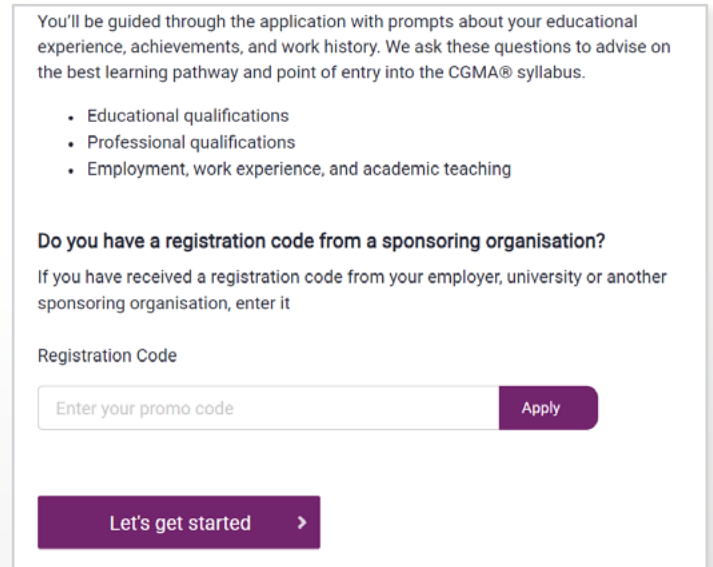 You'll be guided through the application with prompts about your educational
experience, achievements, and work history. We ask these questions to advise on
the best learning pathway and point of entry into the CGMA® syllabus.
• Educational qualifications
• Professional qualifications
• Employment, work experience, and academic teaching
Do you have a registration code from a sponsoring organisation?
If you have received a registration code from your employer, university or another
sponsoring organisation, enter it
Registration Code
Enter your promo code Apply
Let's get started >